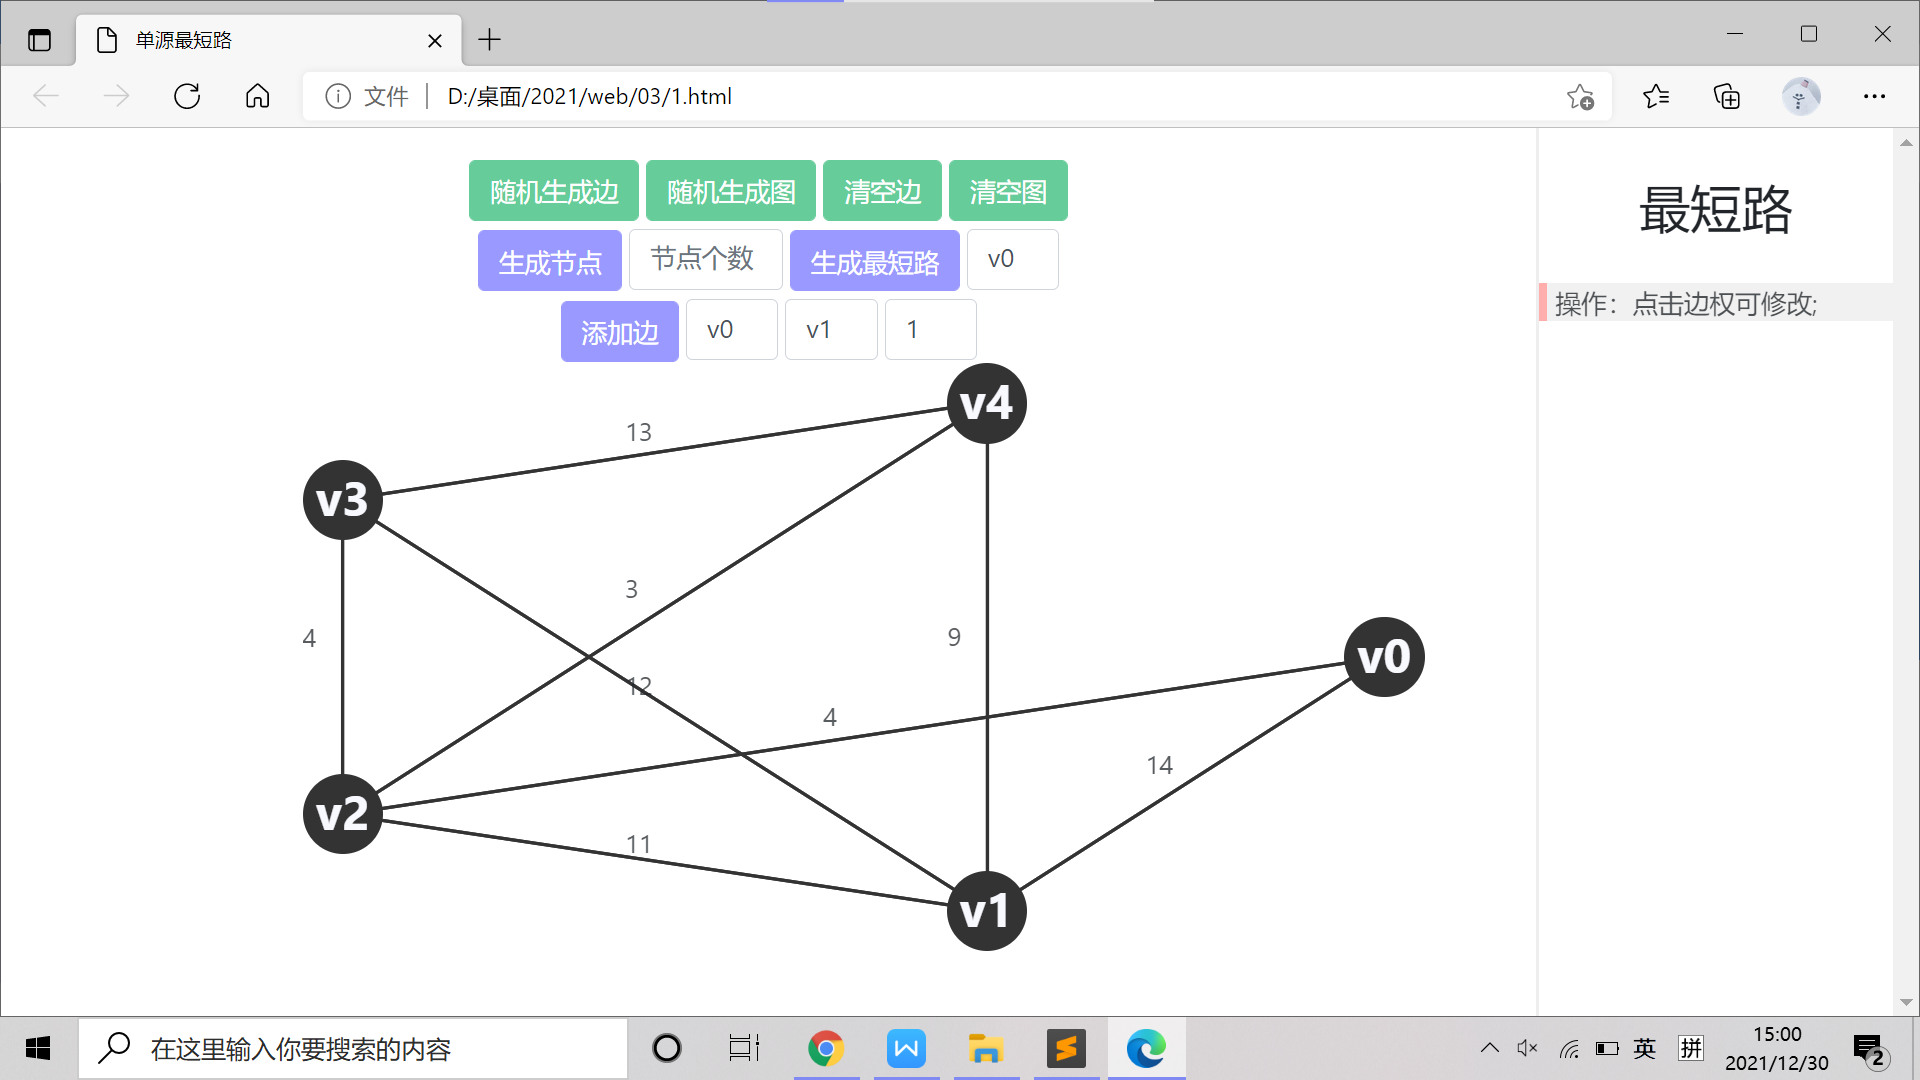 单源最短路
文件 D:/桌面/2021/web/03/1.html
随机生成边 随机生成图 清空边 清空图
生成节点 节点个数 生成最短路 v0
添加边 v0 v1 1
最短路
操作：点击边权可修改;
v4
13
v3
3
4
9
v0
12
4
14
v2
11
v1
在这里输入你要搜索的内容
英 拼
15:00
2021/12/30
2